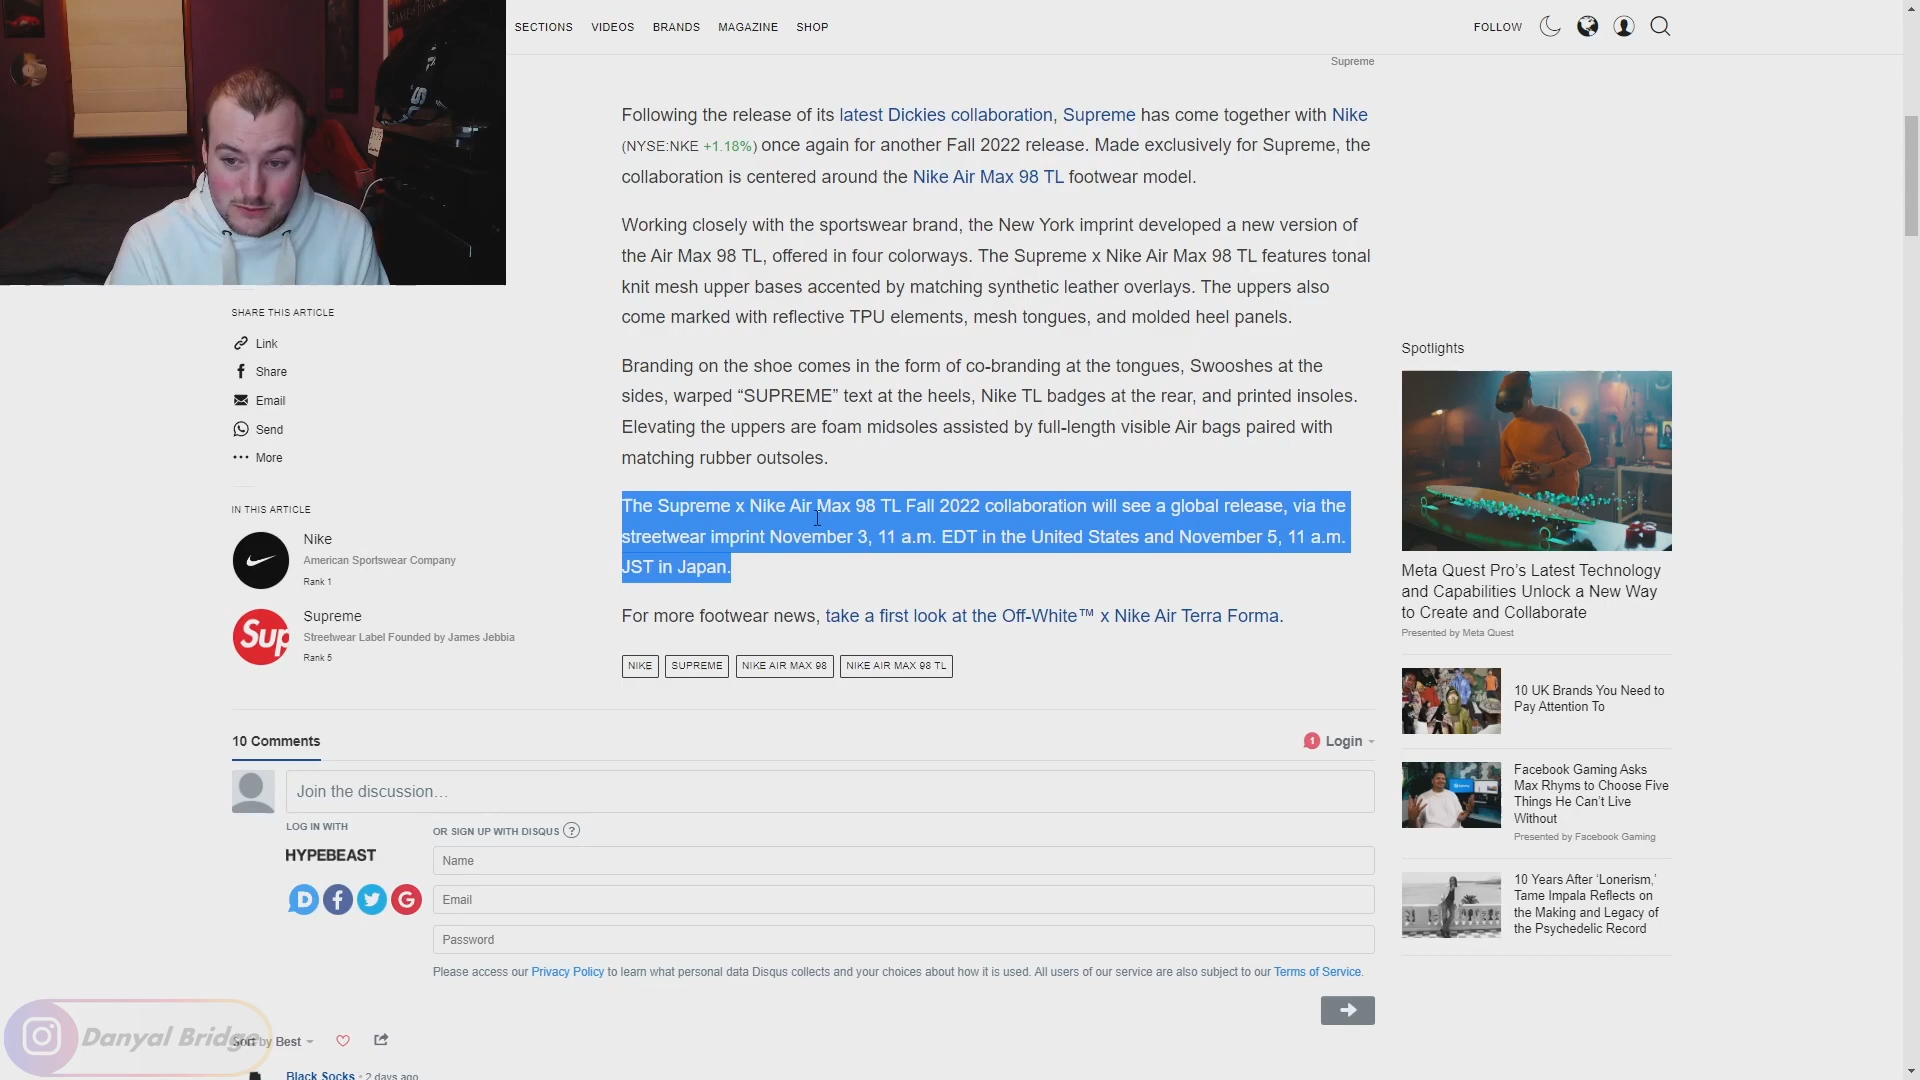 SECTIONS VIDEOS BRANDS MAGAZINE SHOP
FOLLOW
Supreme
Following the release of its latest Dickies collaboration, Supreme has come together with Nike
(NYSE:NKE +1.18%) once again for another Fall 2022 release. Made exclusively for Supreme, the
collaboration is centered around the Nike Air Max 98 TL footwear model.
Working closely with the sportswear brand, the New York imprint developed a new version of
the Air Max 98 TL, offered in four colorways. The Supreme x Nike Air Max 98 TL features tonal
knit mesh upper bases accented by matching synthetic leather overlays. The uppers also
come marked with reflective TPU elements, mesh tongues, and molded heel panels.
Branding on the shoe comes in the form of co-branding at the tongues, Swooshes at the
sides, warped “SUPREME” text at the heels, Nike TL badges at the rear, and printed insoles.
Elevating the uppers are foam midsoles assisted by full-length visible Air bags paired with
matching rubber outsoles.
The Supreme x Nike Air Max 98 TL Fall 2022 collaboration will see a global release, via the
streetwear imprint November 3, 11 a.m. EDT in the United States and November 5, 11 a.m.
JST in Japan.
For more footwear news, take a first look at the Off-White™ x Nike Air Terra Forma.
NIKE SUPREME NIKE AIR MAX 98 NIKE AIR MAX 98 TL
SHARE THIS ARTICLE
Link
Share
Email
Send
More
IN THIS ARTICLE
Nike
American Sportswear Company
Rank 1
Sup
Supreme
Streetwear Label Founded by James Jebbia
Rank 5
10 Comments
1 Login
Join the discussion…
LOG IN WITH
HYPEBEAST
D f G
OR SIGN UP WITH DISQUS ?
Name
Email
Password
Please access our Privacy Policy to learn what personal data Disqus collects and your choices about how it is used. All users of our service are also subject to our Terms of Service.
Danyal Bridge
Sort by Best
Black Socks • 2 days ago
Spotlights
Meta Quest Pro’s Latest Technology
and Capabilities Unlock a New Way
to Create and Collaborate
Presented by Meta Quest
10 UK Brands You Need to
Pay Attention To
Facebook Gaming Asks
Max Rhyms to Choose Five
Things He Can’t Live
Without
Presented by Facebook Gaming
10 Years After ‘Lonerism,’
Tame Impala Reflects on
the Making and Legacy of
the Psychedelic Record